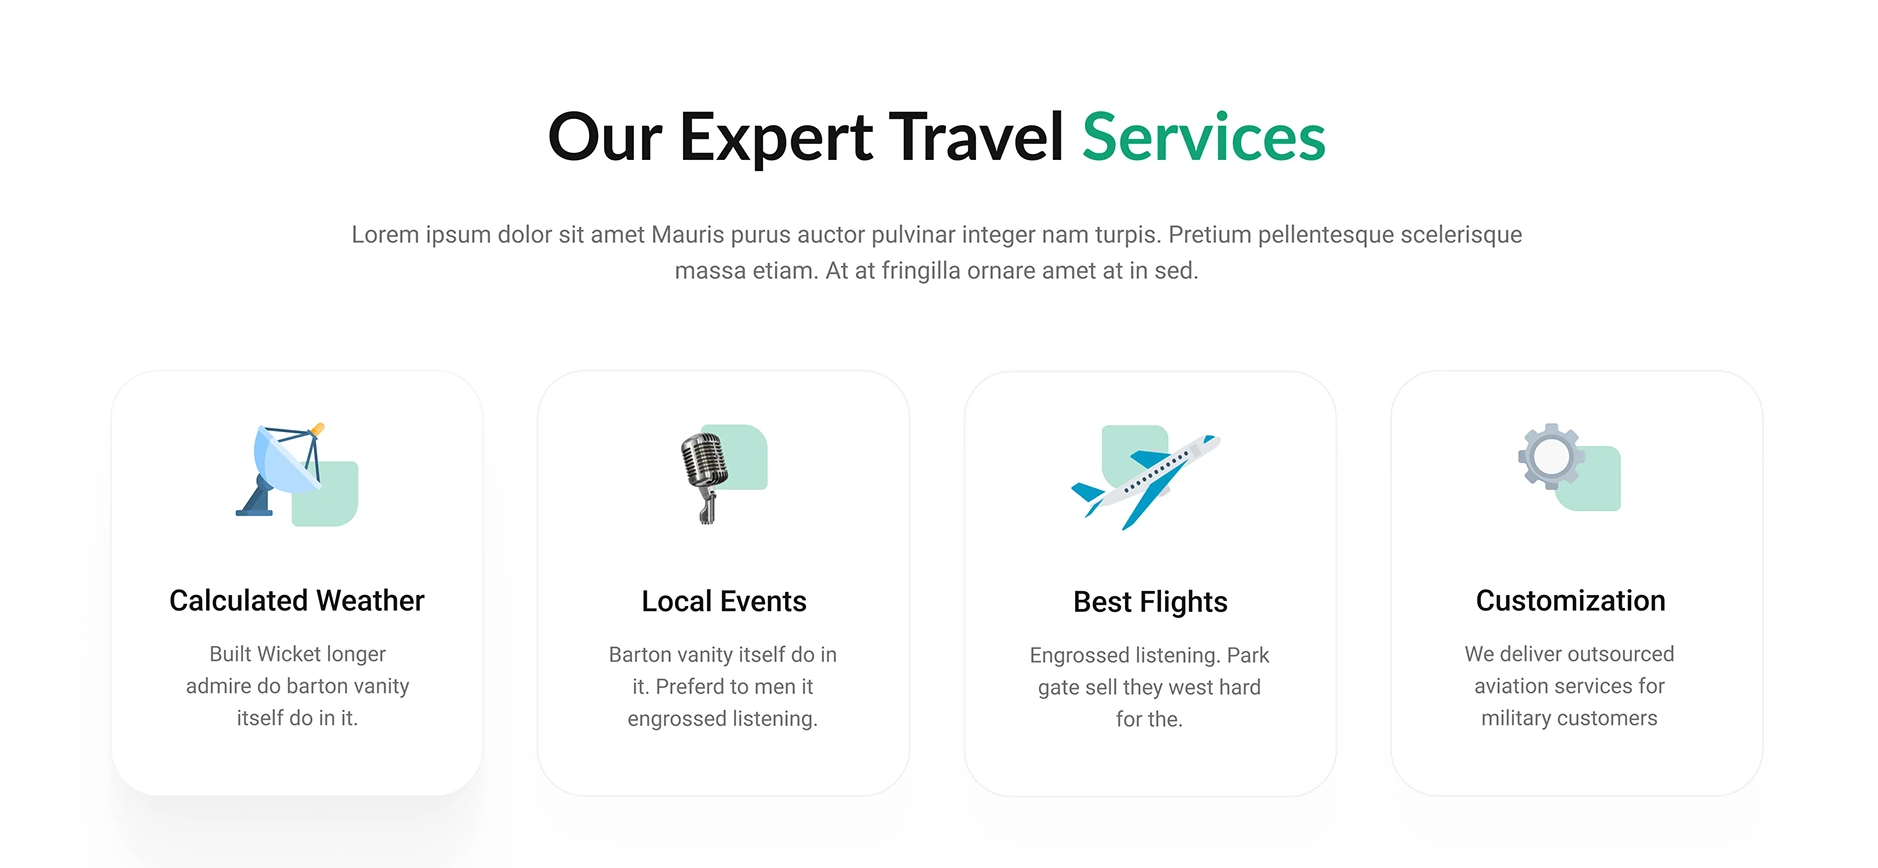 Our Expert Travel Services
Lorem ipsum dolor sit amet Mauris purus auctor pulvinar integer nam turpis. Pretium pellentesque scelerisque
massa etiam. At at fringilla ornare amet at in sed.
Calculated Weather
Built Wicket longer
admire do barton vanity
itself do in it.
Local Events
Barton vanity itself do in
it. Preferd to men it
engrossed listening.
Best Flights
Engrossed listening. Park
gate sell they west hard
for the.
Customization
We deliver outsourced
aviation services for
military customers